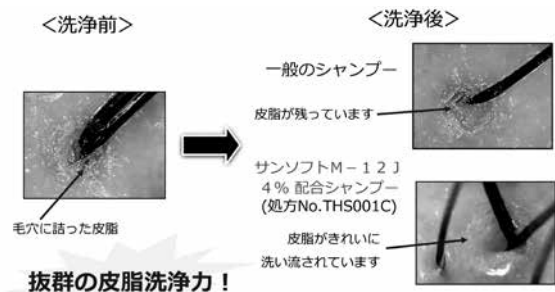 <洗浄前>
<洗浄後>
一般のシャンプー
皮脂が残っています
サンソフトM－12J
4％ 配合シャンプー
(処方No.THS001C)
毛穴に詰った皮脂
皮脂がきれいに
洗い流されています
抜群の皮脂洗浄力！